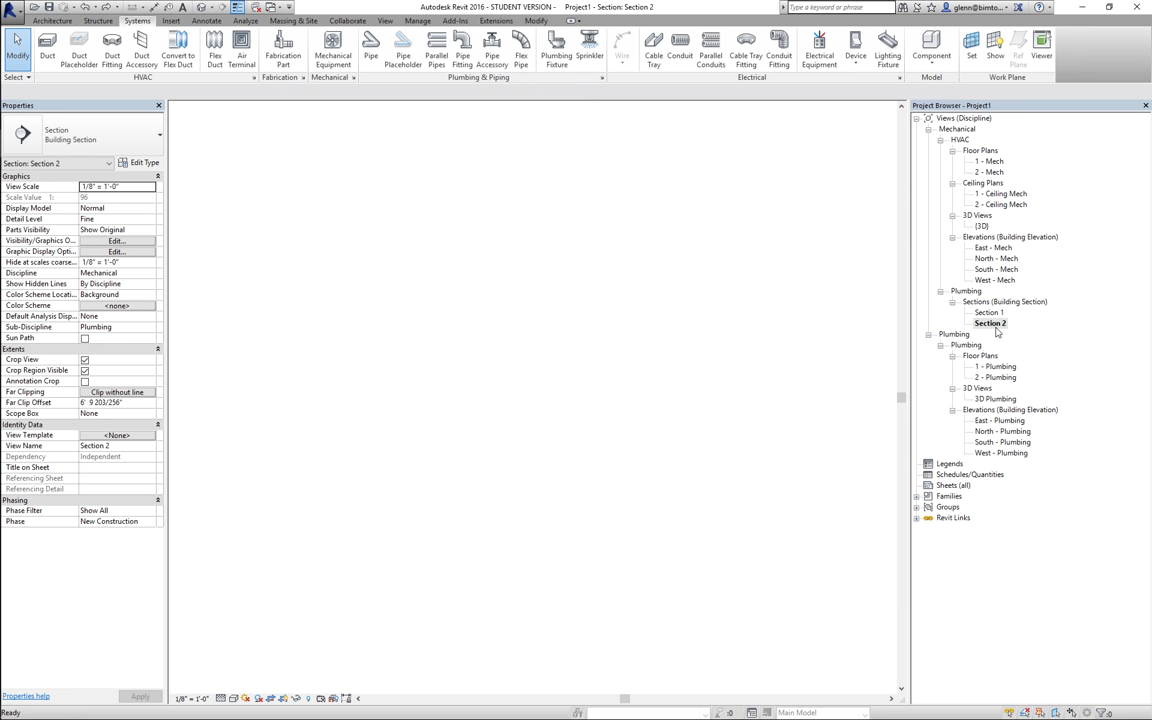 Autodesk Revit 2016 - STUDENT VERSION - Project1 - Section: Section 2
Type a keyword or phrase
glenn@bimto...
Architecture Structure Systems Insert Annotate Analyze Massing & Site Collaborate View Manage Add-Ins Extensions Modify
Modify
Duct
Duct Placeholder
Duct Fitting
Duct Accessory
Convert to Flex Duct
Flex Duct
Air Terminal
Fabrication Part
Mechanical Equipment
Pipe
Pipe Placeholder
Parallel Pipes
Pipe Fitting
Pipe Accessory
Flex Pipe
Plumbing Fixture
Sprinkler
Wire
Cable Tray
Conduit
Parallel Conduits
Cable Tray Fitting
Conduit Fitting
Electrical Equipment
Device
Lighting Fixture
Component
Set
Show
Ref Plane
Viewer
Select HVAC Fabrication Mechanical Plumbing & Piping Electrical Model Work Plane
Properties
Section
Building Section
Section: Section 2 Edit Type
Graphics
View Scale 1/8" = 1'-0"
Scale Value 1: 96
Display Model Normal
Detail Level Fine
Parts Visibility Show Original
Visibility/Graphics O... Edit...
Graphic Display Opti... Edit...
Hide at scales coarse... 1/8" = 1'-0"
Discipline Mechanical
Show Hidden Lines By Discipline
Color Scheme Locati... Background
Color Scheme <none>
Default Analysis Disp... None
Sub-Discipline Plumbing
Sun Path
Extents
Crop View
Crop Region Visible
Annotation Crop
Far Clipping Clip without line
Far Clip Offset 6' 9 203/256"
Scope Box None
Identity Data
View Template <None>
View Name Section 2
Dependency Independent
Title on Sheet
Referencing Sheet
Referencing Detail
Phasing
Phase Filter Show All
Phase New Construction
Properties help Apply
Project Browser - Project1
Views (Discipline)
Mechanical
HVAC
Floor Plans
1 - Mech
2 - Mech
Ceiling Plans
1 - Ceiling Mech
2 - Ceiling Mech
3D Views
{3D}
Elevations (Building Elevation)
East - Mech
North - Mech
South - Mech
West - Mech
Plumbing
Sections (Building Section)
Section 1
Section 2
Plumbing
Plumbing
Floor Plans
1 - Plumbing
2 - Plumbing
3D Views
3D Plumbing
Elevations (Building Elevation)
East - Plumbing
North - Plumbing
South - Plumbing
West - Plumbing
Legends
Schedules/Quantities
Sheets (all)
Families
Groups
Revit Links
1/8" = 1'-0"
Ready
:0
Main Model
:0